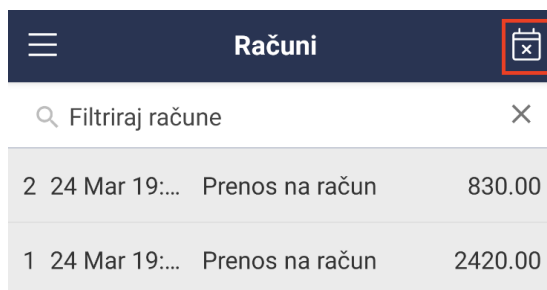 Računi
Filtriraj račune
2 24 Mar 19:... Prenos na račun 830.00
1 24 Mar 19:... Prenos na račun 2420.00